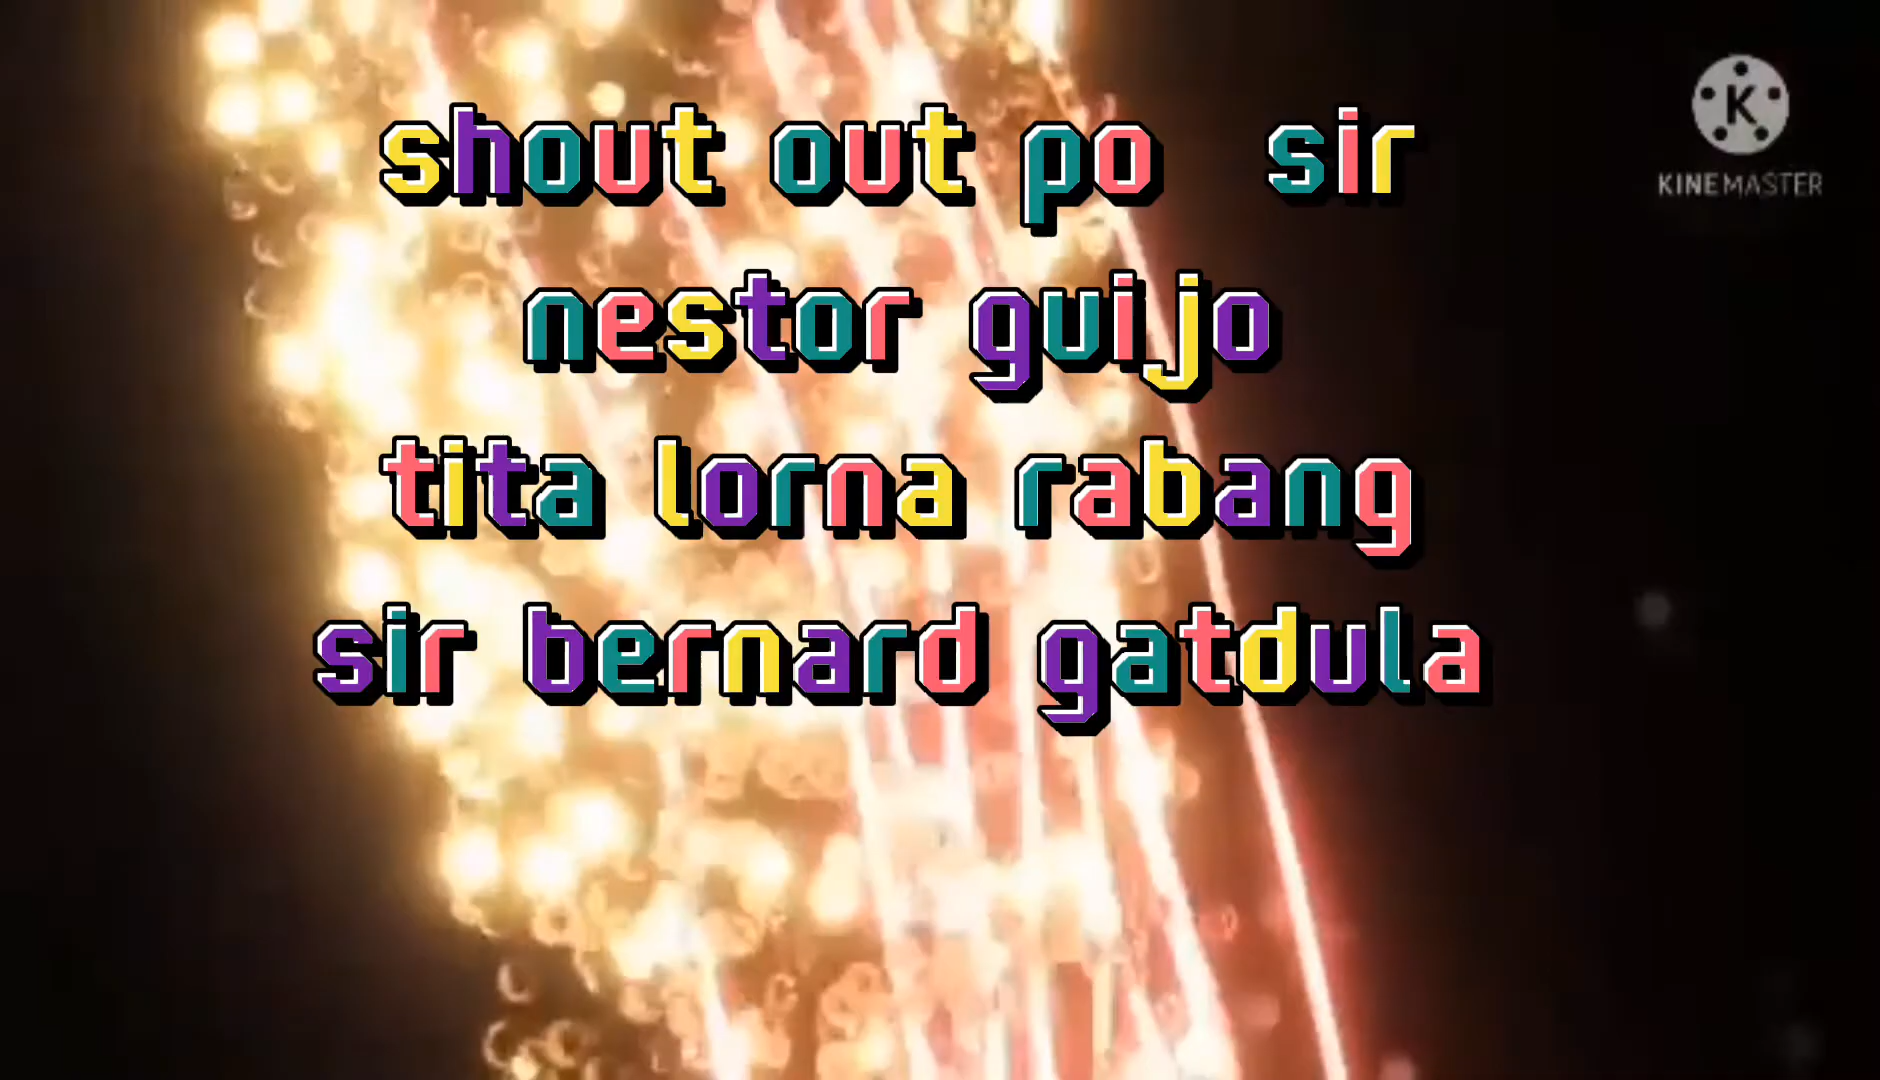 shout out po sir
nestor guijo
tita lorna rabang
sir bernard gatdula
KINEMASTER